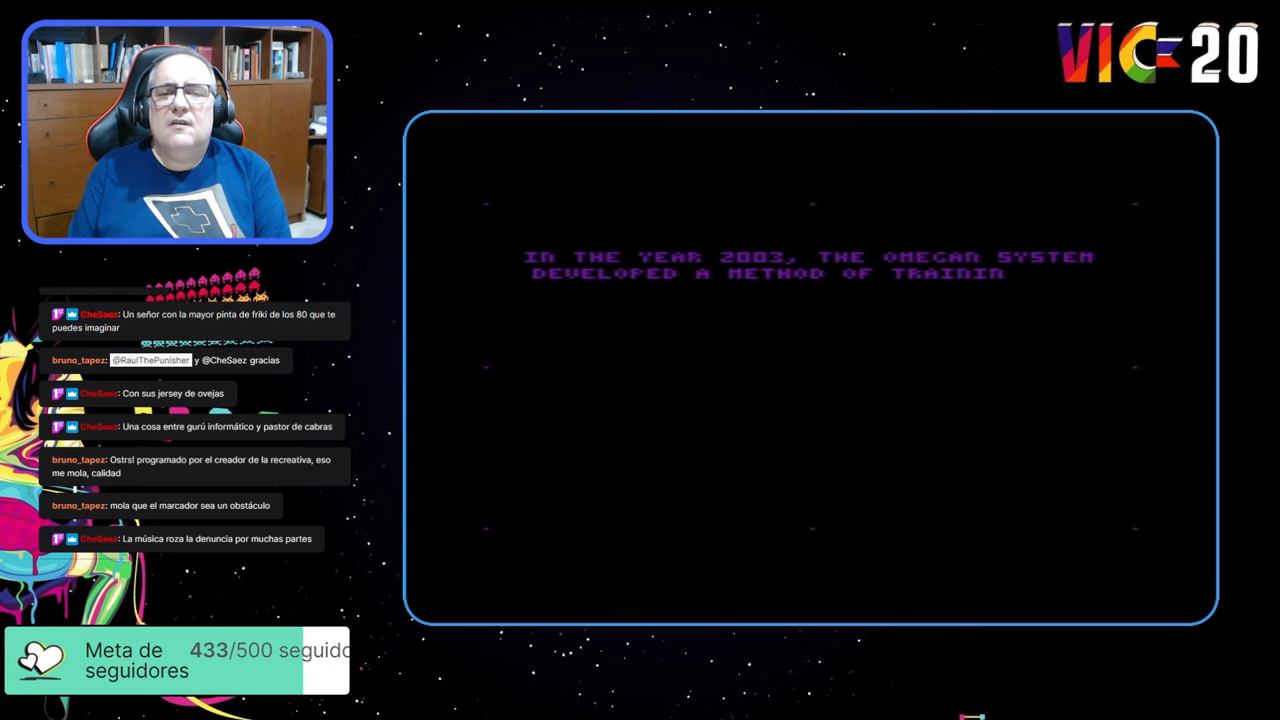 VIC 20
IN THE YEAR 2003, THE OMEGAN SYSTEM
DEVELOPED A METHOD OF TRAININ
CheSaez: Un señor con la mayor pinta de friki de los 80 que te
puedes imaginar
bruno_tapez: @RaulThePunisher y @CheSaez gracias
CheSaez: Con sus jersey de ovejas
CheSaez: Una cosa entre gurú informático y pastor de cabras
bruno_tapez: Ostrs! programado por el creador de la recreativa, eso
me mola, calidad
bruno_tapez: mola que el marcador sea un obstáculo
CheSaez: La música roza la denuncia por muchas partes
Meta de 433/500 seguido
seguidores